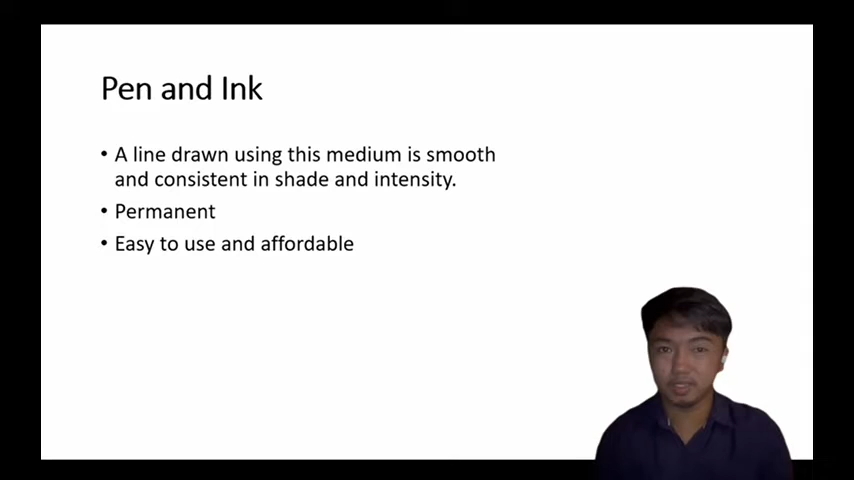 Pen and Ink
• A line drawn using this medium is smooth
and consistent in shade and intensity.
• Permanent
• Easy to use and affordable